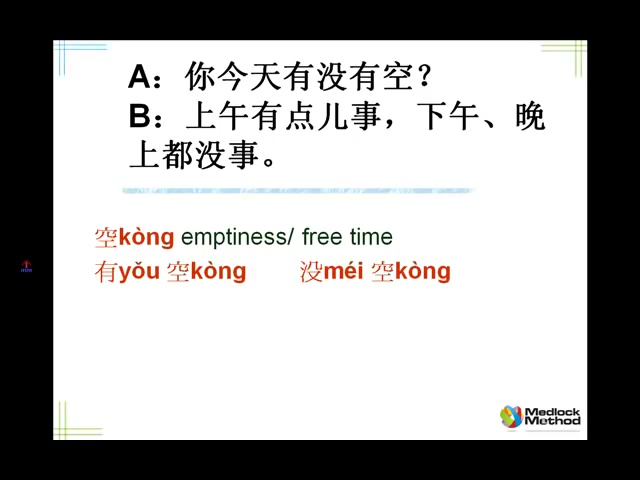 A：你今天有没有空？
B：上午有点儿事，下午、晚
上都没事。
空kòng emptiness/ free time
有yǒu 空kòng 没méi 空kòng
Medlock
Method